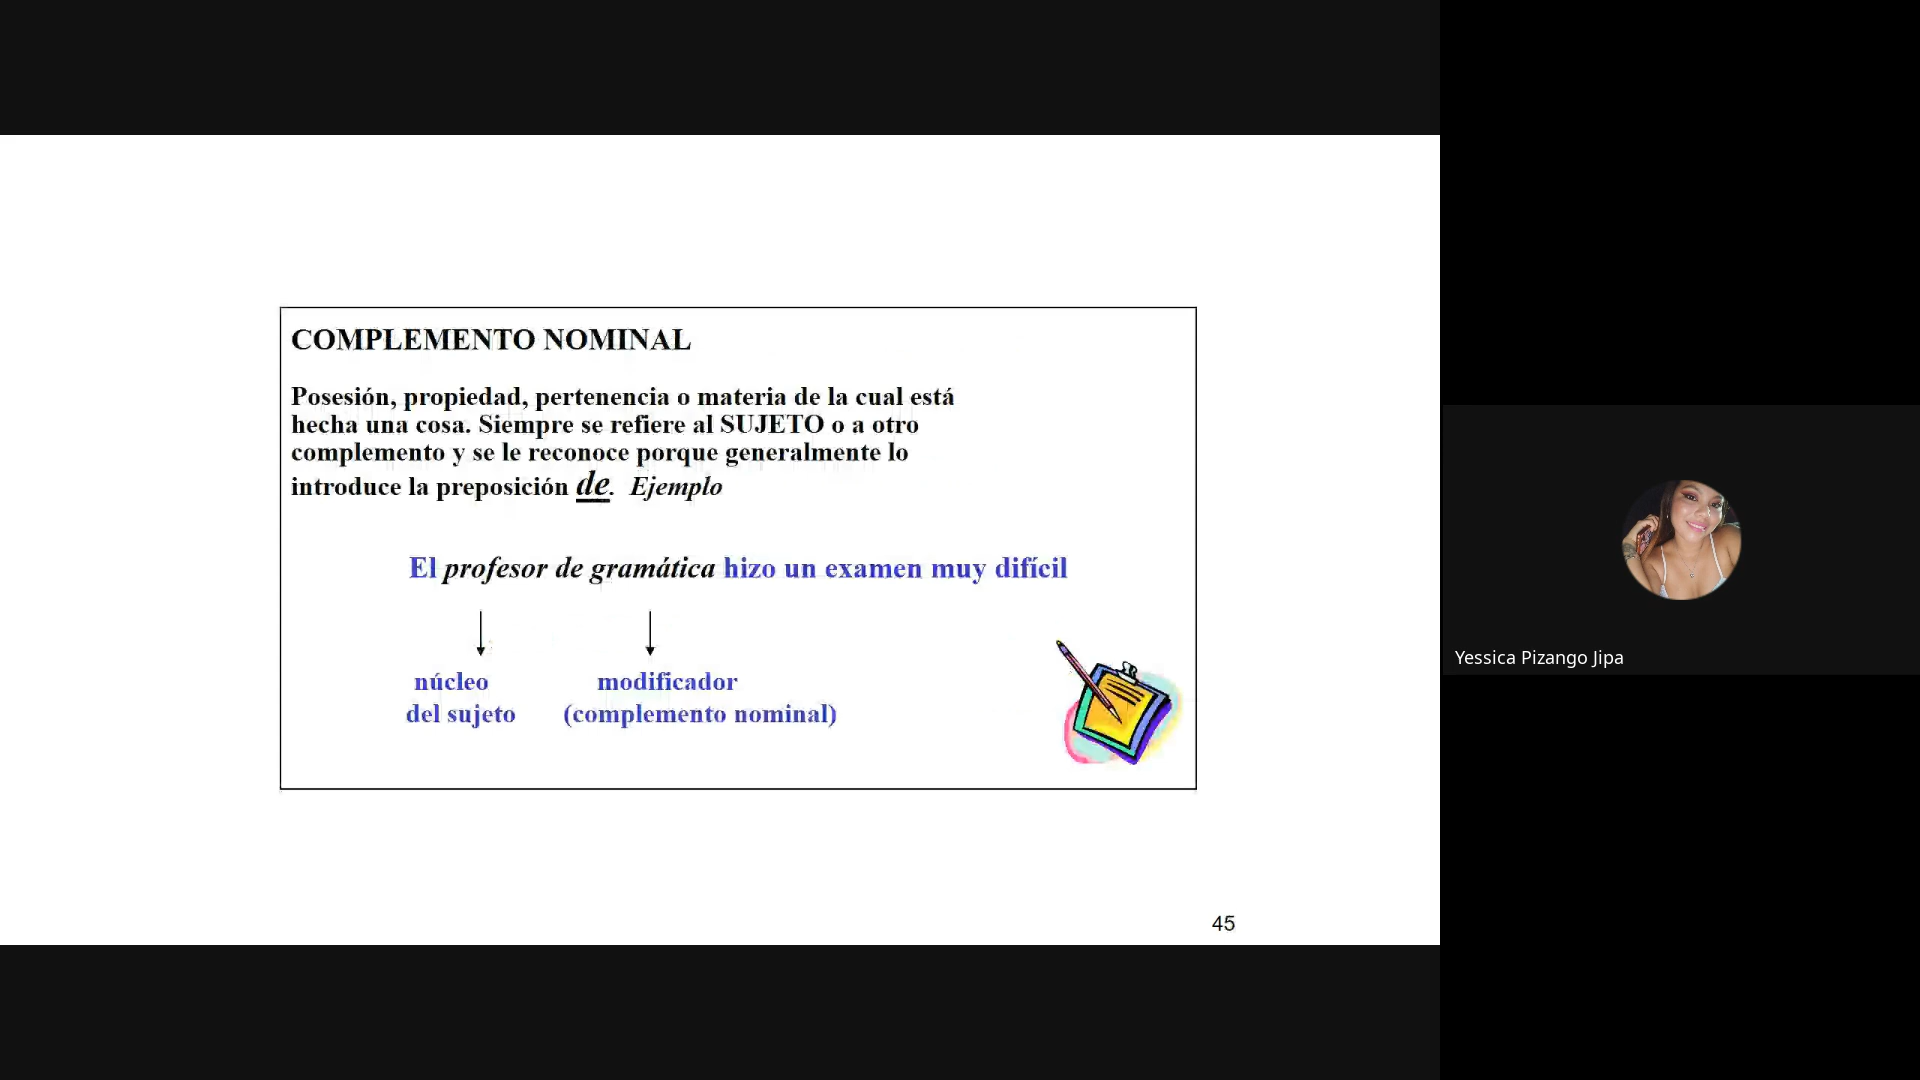 COMPLEMENTO NOMINAL
Posesión, propiedad, pertenencia o materia de la cual está
hecha una cosa. Siempre se refiere al SUJETO o a otro
complemento y se le reconoce porque generalmente lo
introduce la preposición de. Ejemplo
El profesor de gramática hizo un examen muy difícil
núcleo modificador
del sujeto (complemento nominal)
45
Yessica Pizango Jipa